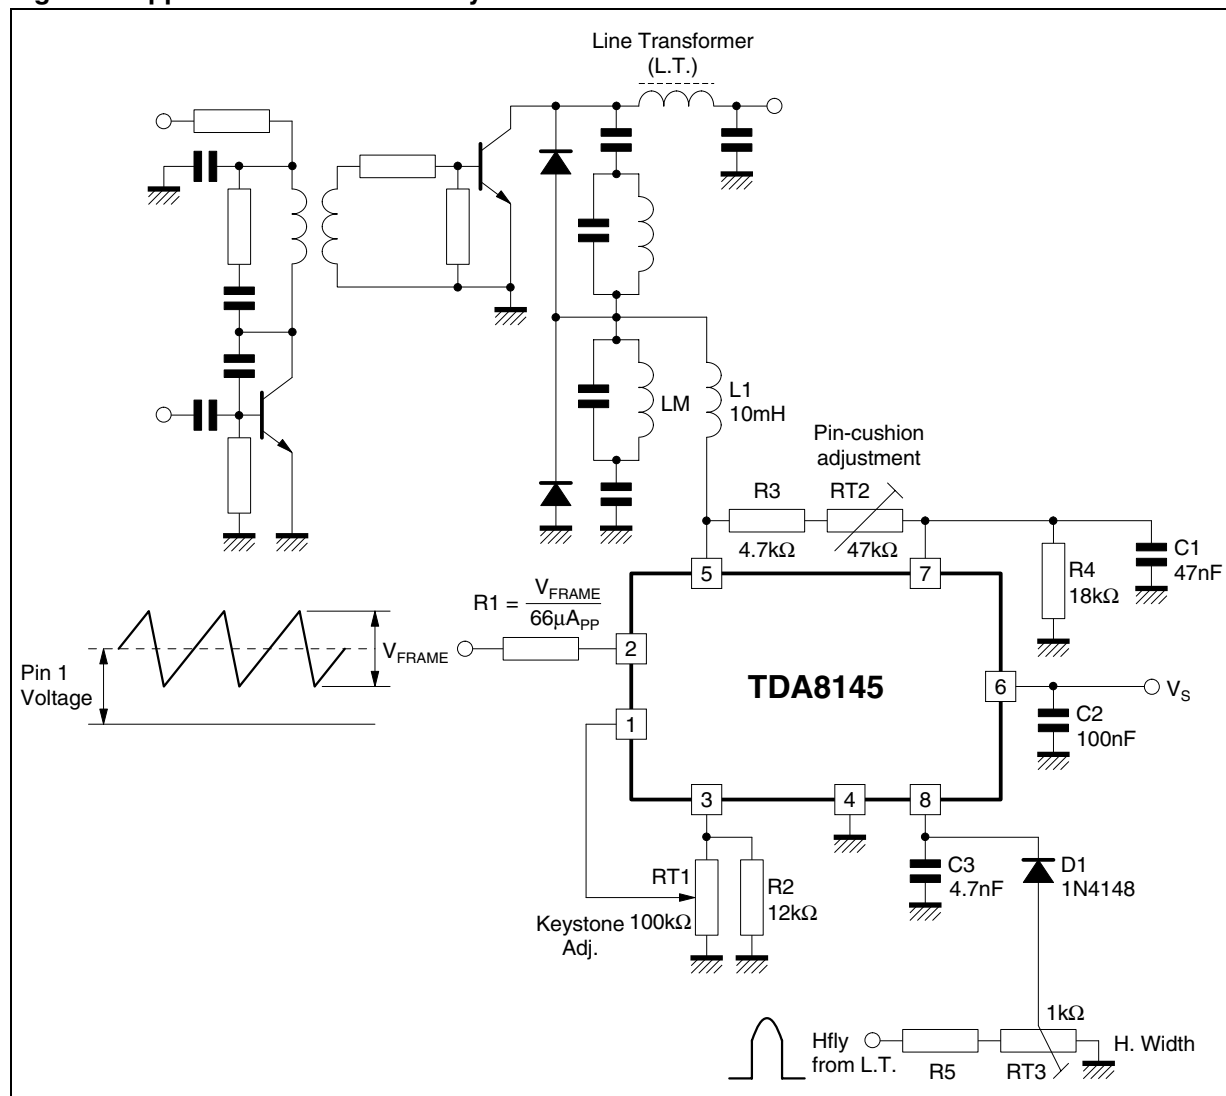 Line Transformer
(L.T.)
LM
L1
10mH
Pin-cushion
adjustment
R3
RT2
4.7kΩ
47kΩ
C1
47nF
R4
18kΩ
5
7
R1 = V_FRAME / 66μA_PP
V_FRAME
Pin 1
Voltage
2
1
TDA8145
6
V_S
C2
100nF
3
4
8
RT1
100kΩ
R2
12kΩ
Keystone
Adj.
C3
4.7nF
D1
1N4148
1kΩ
Hfly
from L.T.
R5
RT3
H. Width